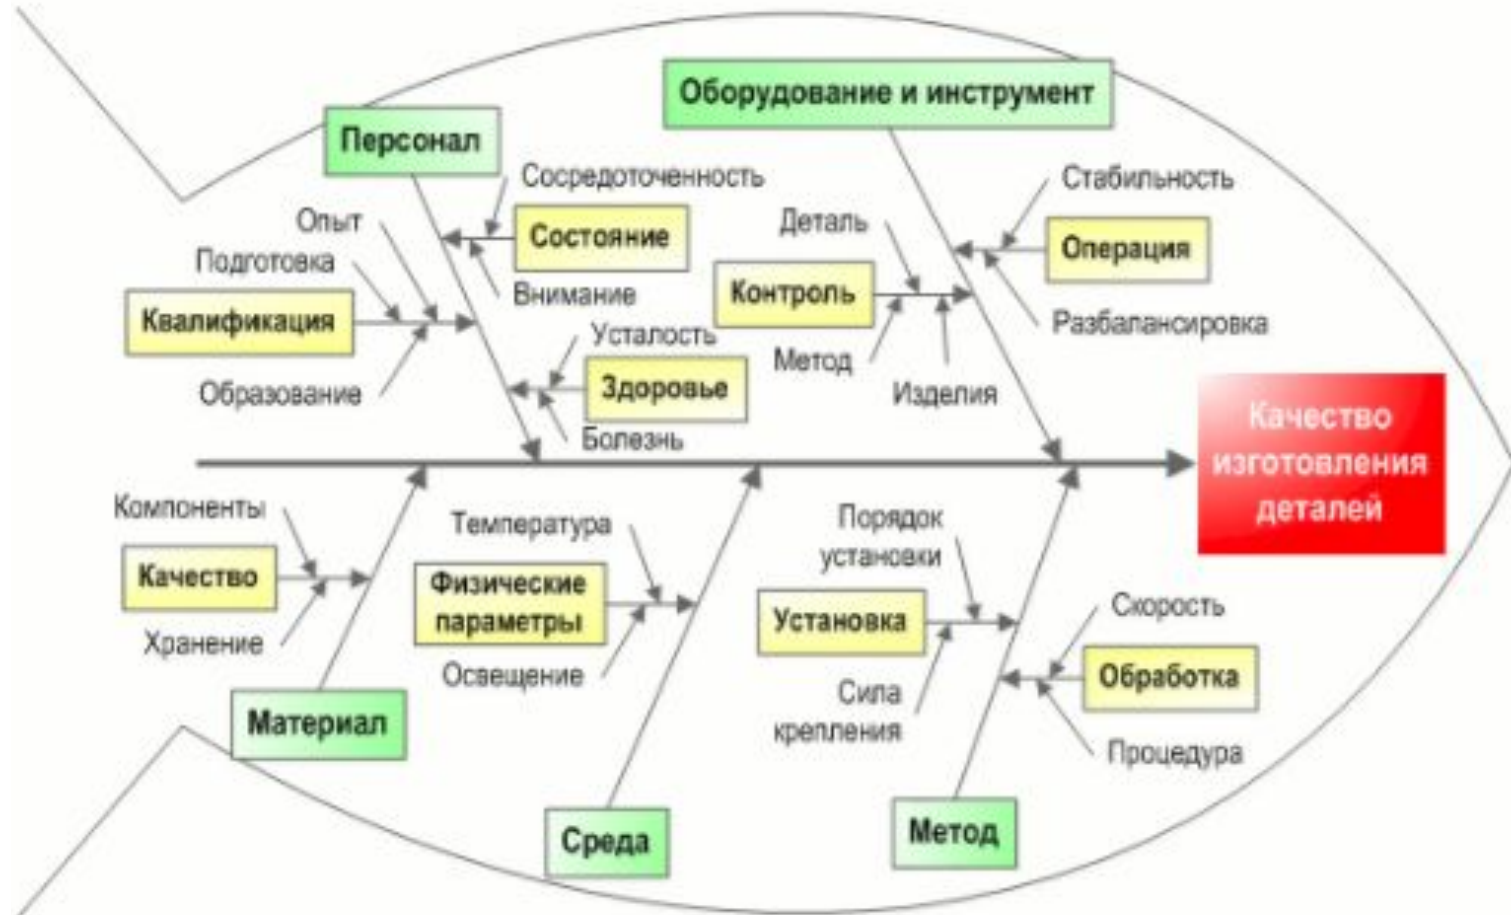 Оборудование и инструмент
Персонал
Сосредоточенность
Стабильность
Опыт
Деталь
Состояние
Операция
Подготовка
Внимание
Контроль
Квалификация
Усталость
Разбалансировка
Метод
Образование
Здоровье
Изделия
Болезнь
Качество
изготовления
деталей
Компоненты
Температура
Порядок
установки
Качество
Физические
параметры
Установка
Скорость
Хранение
Освещение
Сила
крепления
Обработка
Материал
Процедура
Среда
Метод